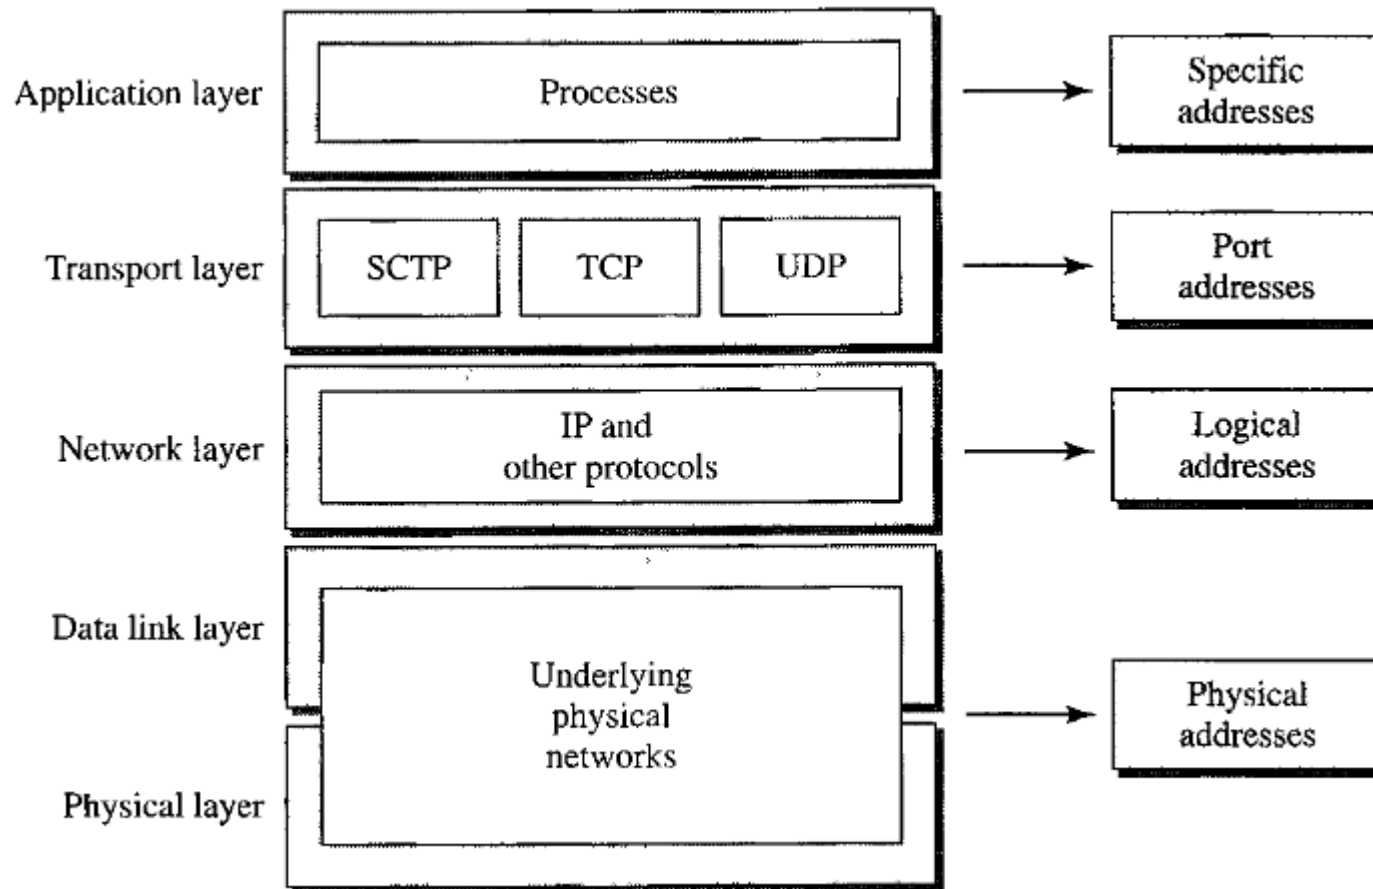 Application layer
Processes
Specific
addresses
Transport layer
SCTP
TCP
UDP
Port
addresses
Network layer
IP and
other protocols
Logical
addresses
Data link layer
Underlying
physical
networks
Physical
addresses
Physical layer